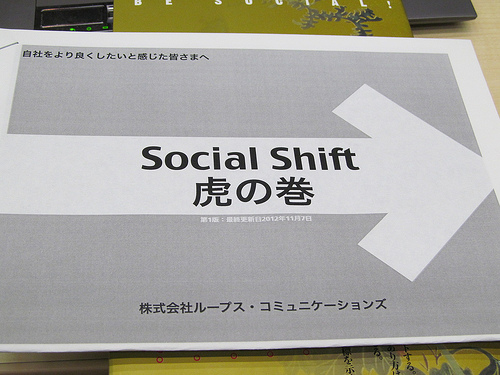 BE SOCIAL!
自社をより良くしたいと感じた皆さまへ
Social Shift
虎の巻
第1版:最終更新日2012年11月7日
株式会社ループス・コミュニケーションズ